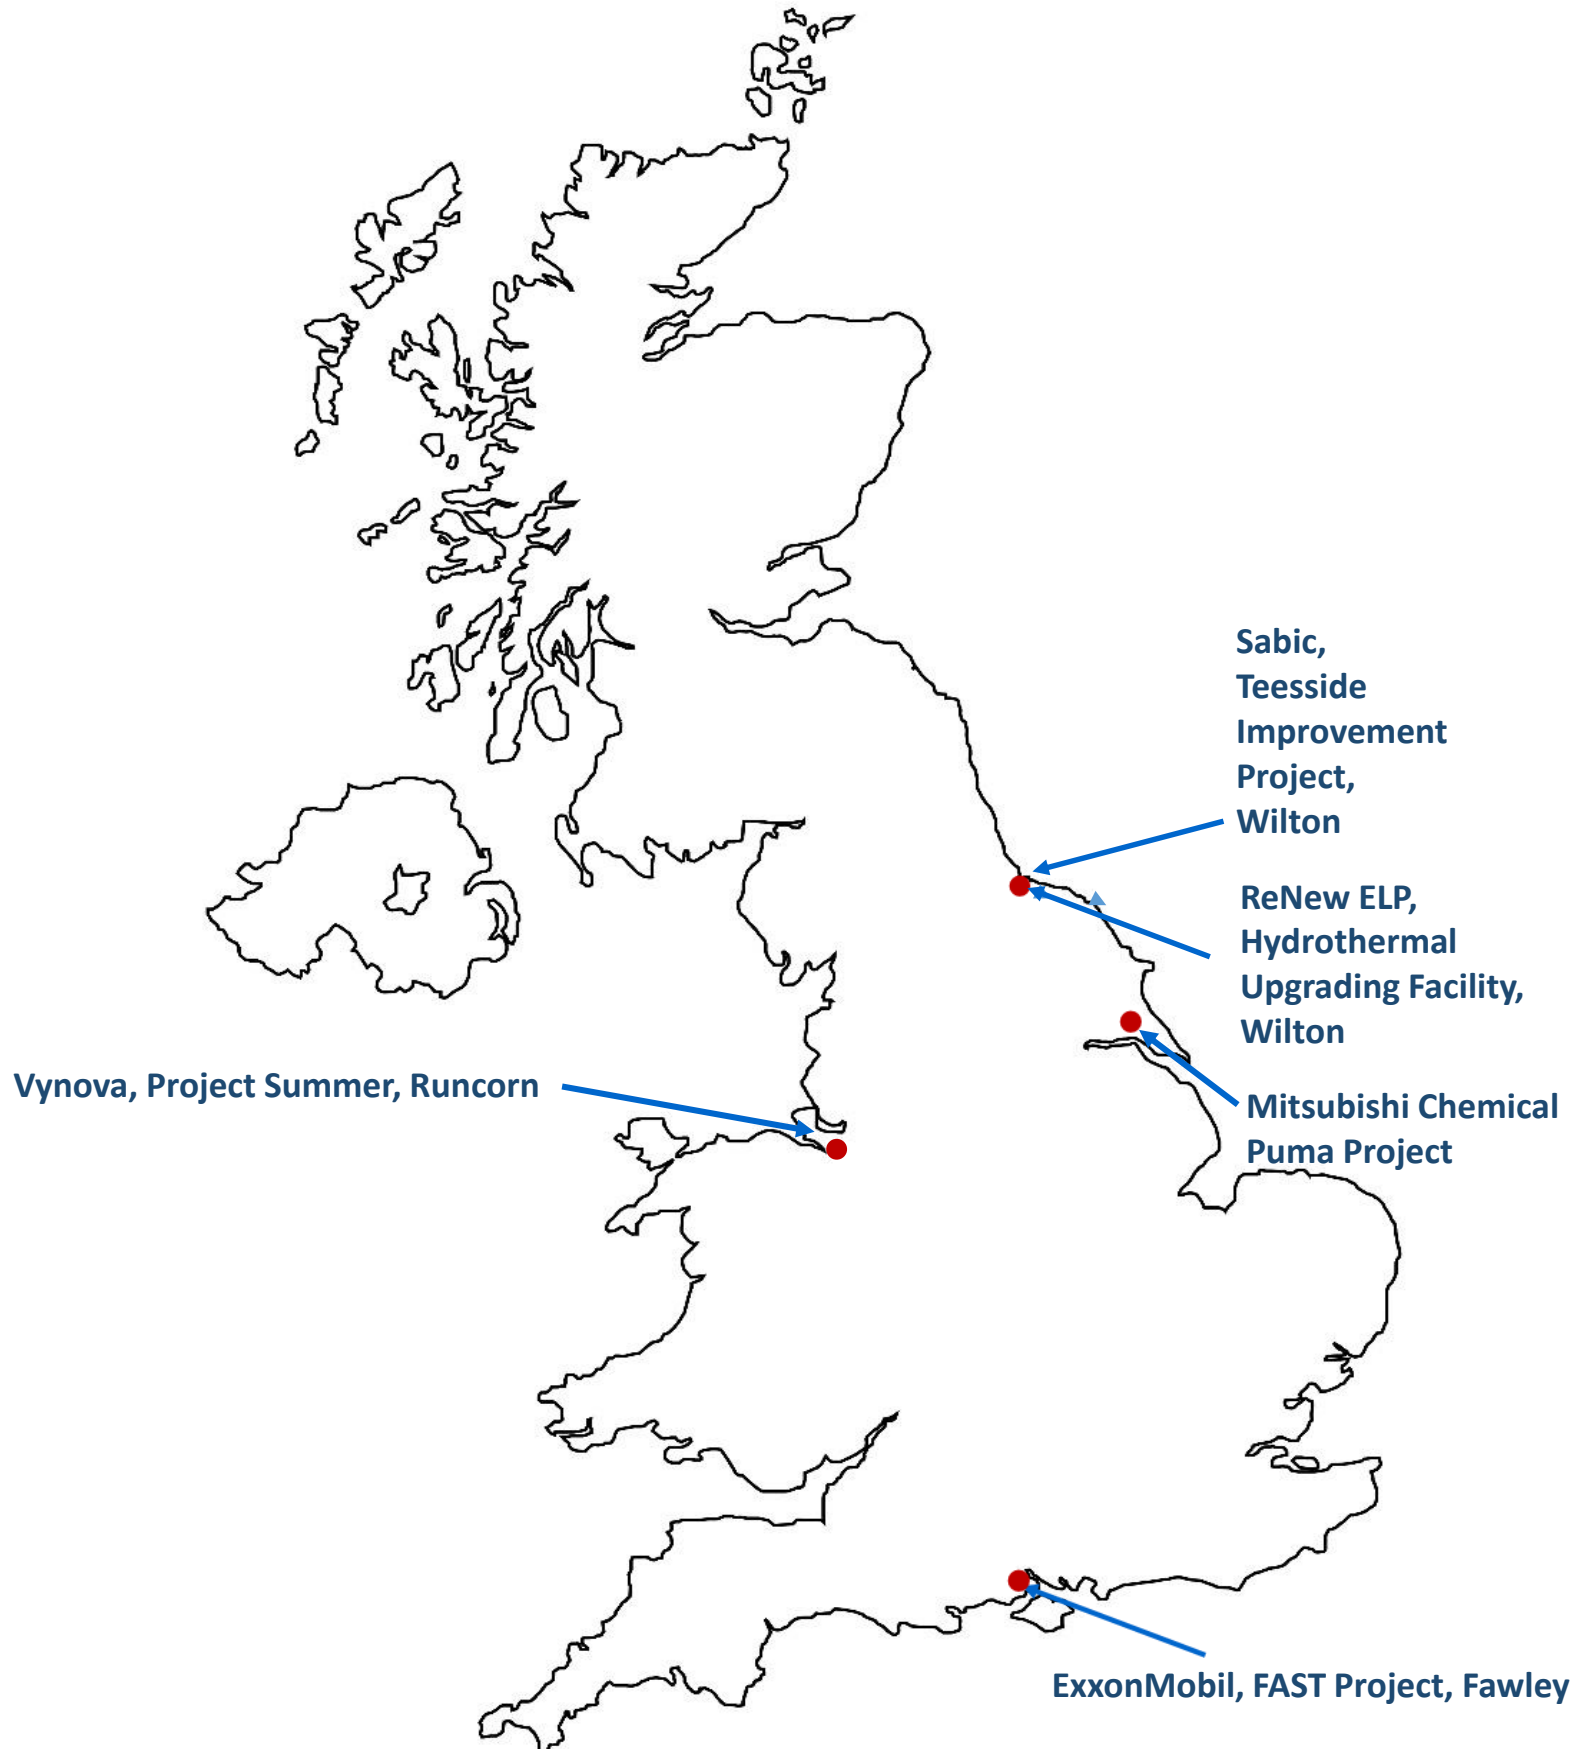 Sabic,
Teesside
Improvement
Project,
Wilton
ReNew ELP,
Hydrothermal
Upgrading Facility,
Wilton
Vynova, Project Summer, Runcorn
Mitsubishi Chemical
Puma Project
ExxonMobil, FAST Project, Fawley